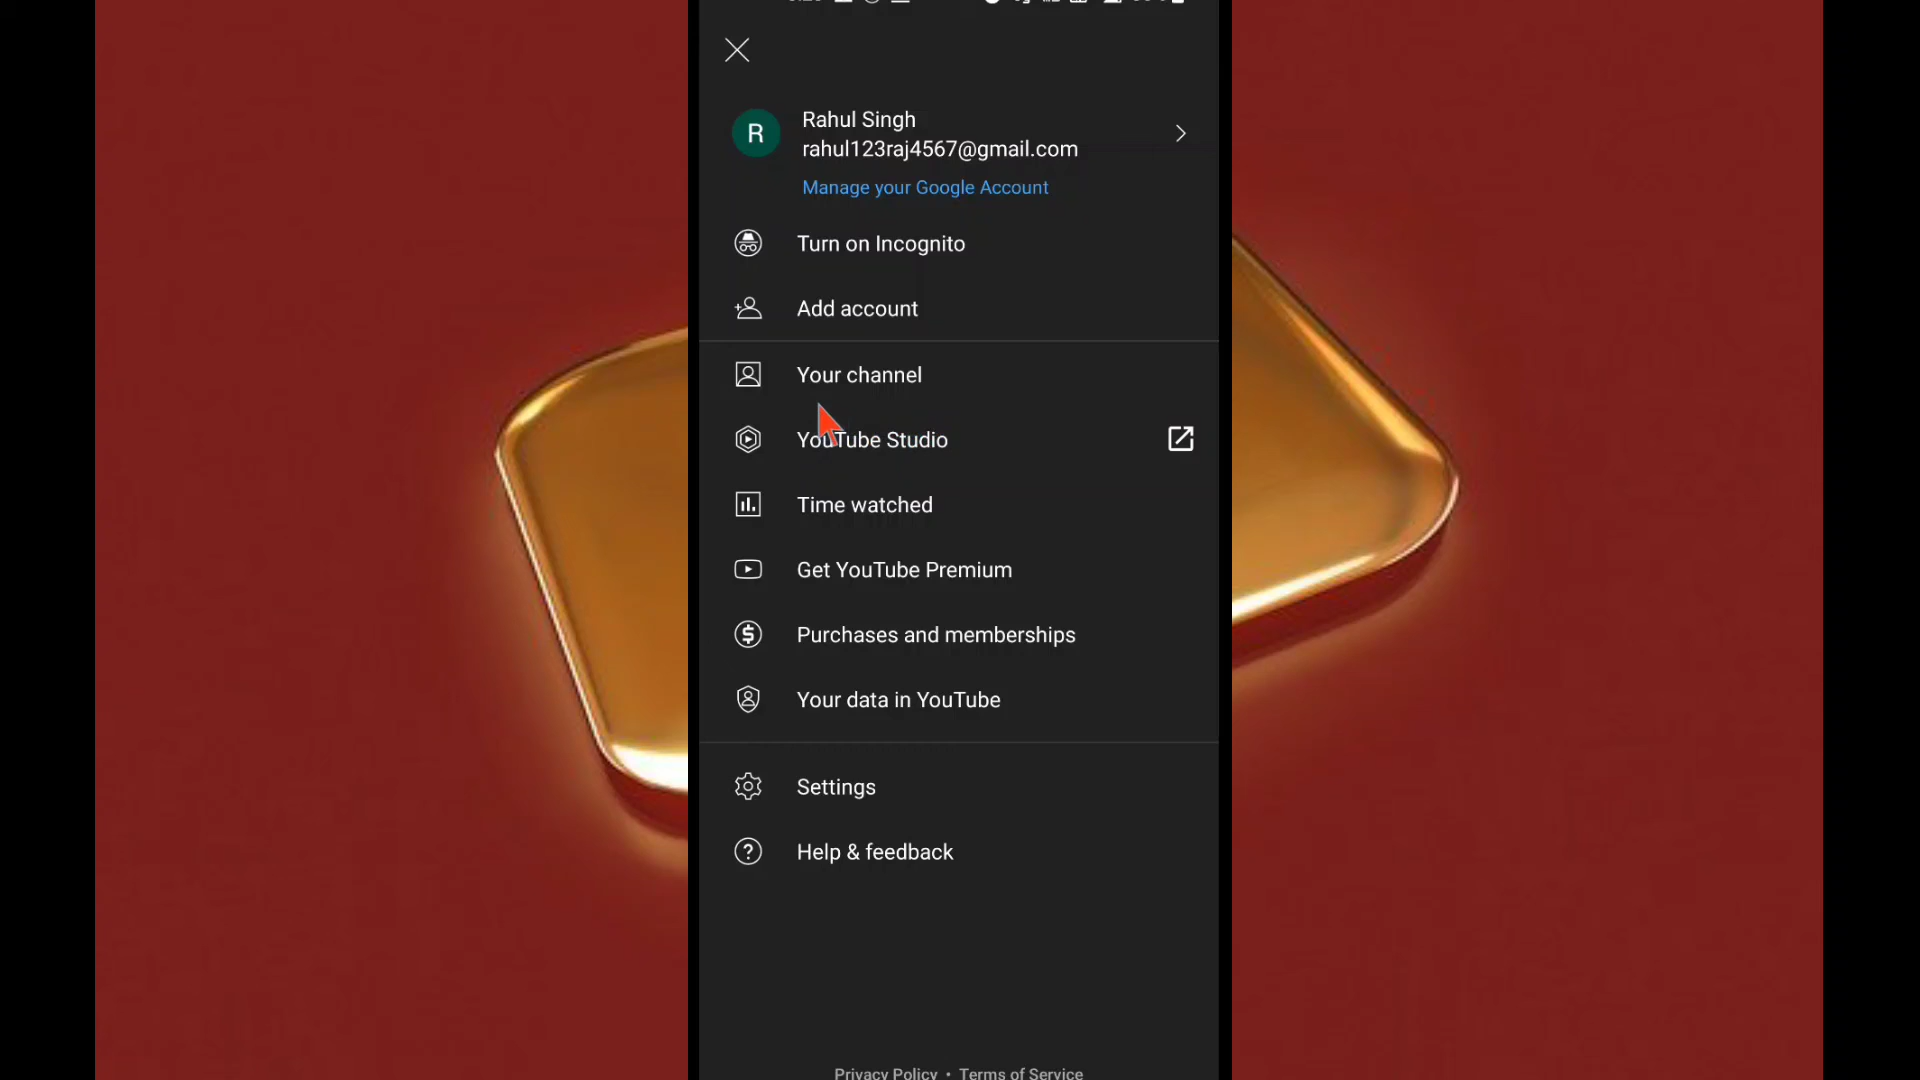 Rahul Singh
R
rahul123raj4567@gmail.com
Manage your Google Account
Turn on Incognito
Add account
Your channel
YouTube Studio
Time watched
Get YouTube Premium
Purchases and memberships
Your data in YouTube
Settings
Help & feedback
Privacy Policy • Terms of Service